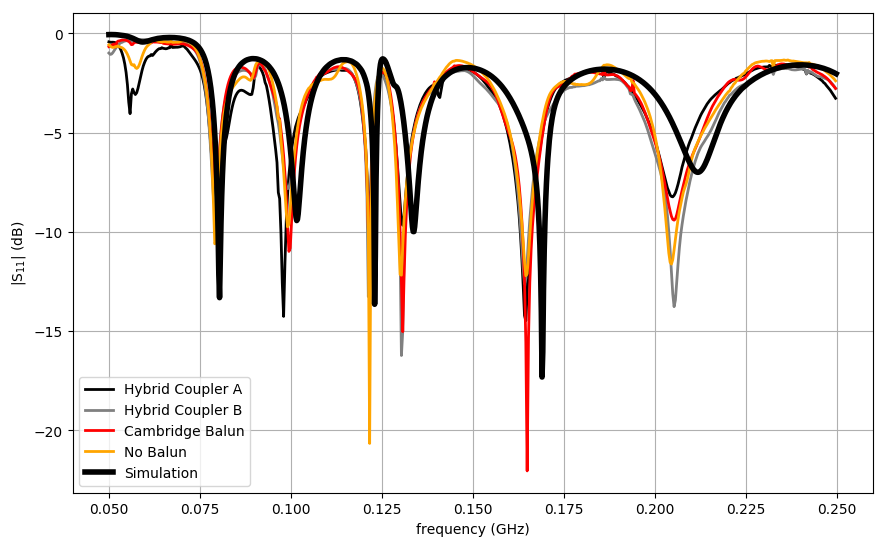 0
−5
−10
−15
−20
|S11| (dB)
Hybrid Coupler A
Hybrid Coupler B
Cambridge Balun
No Balun
Simulation
0.050 0.075 0.100 0.125 0.150 0.175 0.200 0.225 0.250
frequency (GHz)